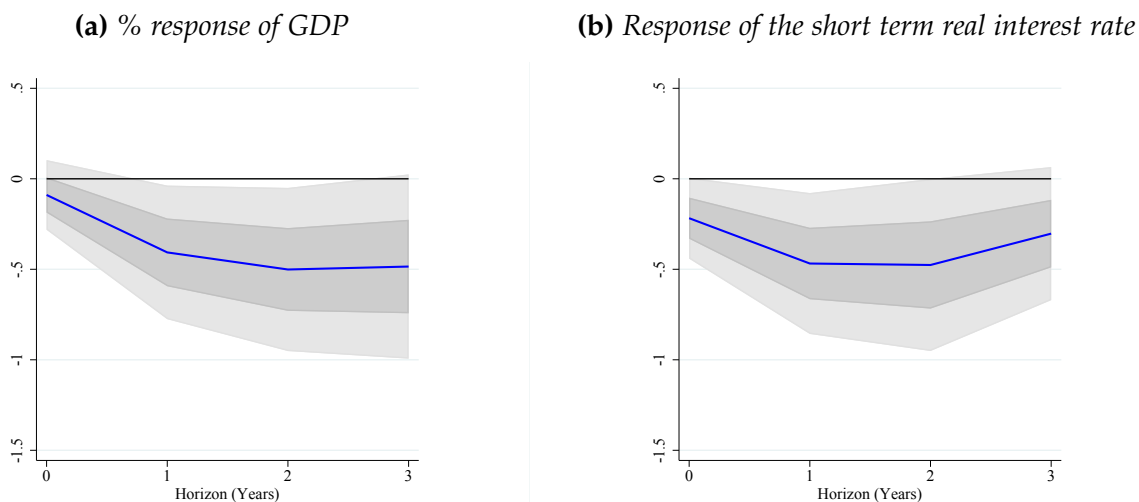 (a) % response of GDP
(b) Response of the short term real interest rate
.5
0
-.5
-1
-1.5
0 1 2 3
Horizon (Years)
.5
0
-.5
-1
-1.5
0 1 2 3
Horizon (Years)